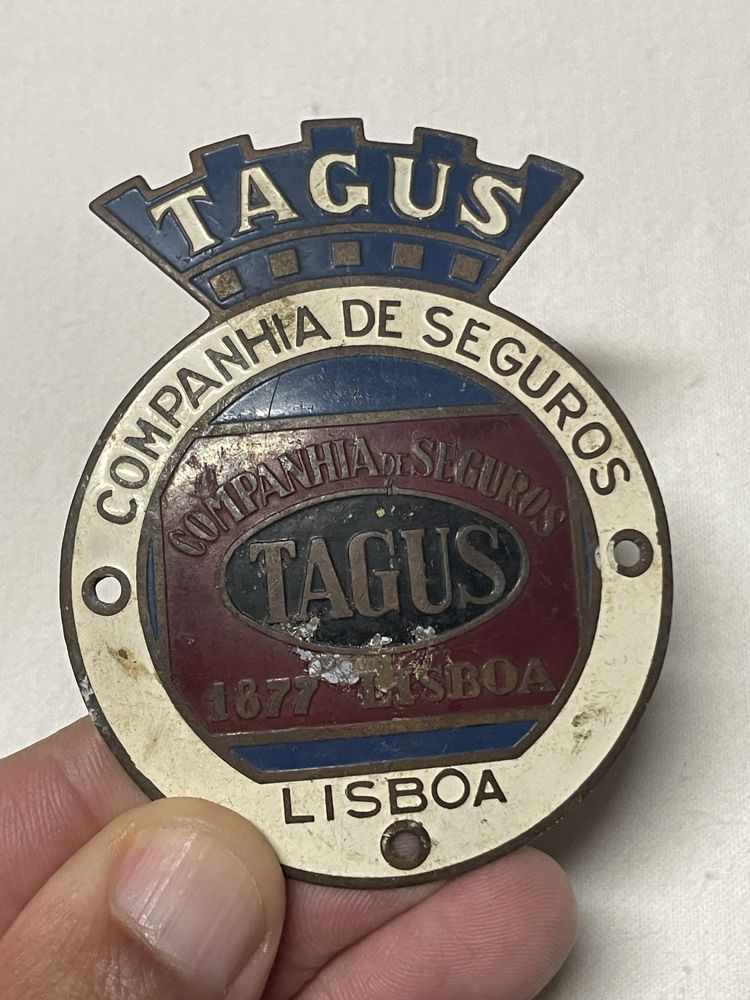 TAGUS
COMPANHIA DE SEGUROS
COMPANHIA DE SEGUROS
TAGUS
1877 LISBOA
LISBOA